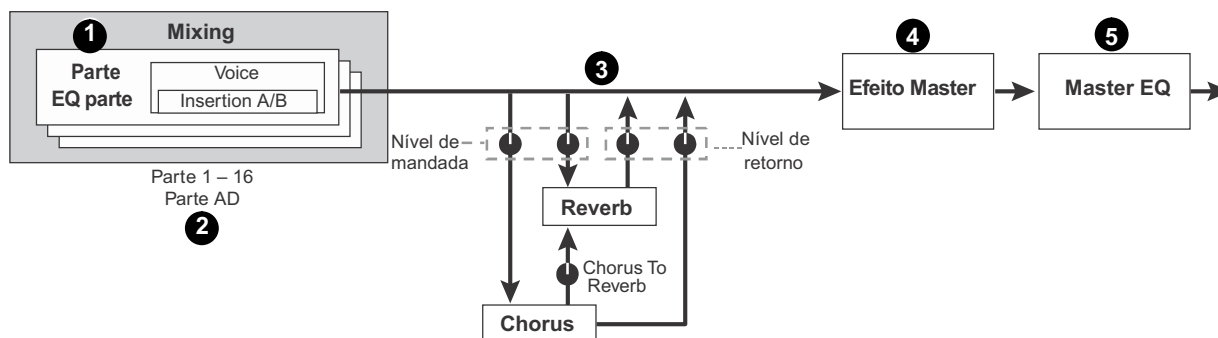 1
Mixing
Parte
EQ parte
Voice
Insertion A/B
Parte 1 – 16
Parte AD
2
3
Nível de
mandada
Nível de
retorno
Reverb
Chorus To
Reverb
Chorus
4
Efeito Master
5
Master EQ